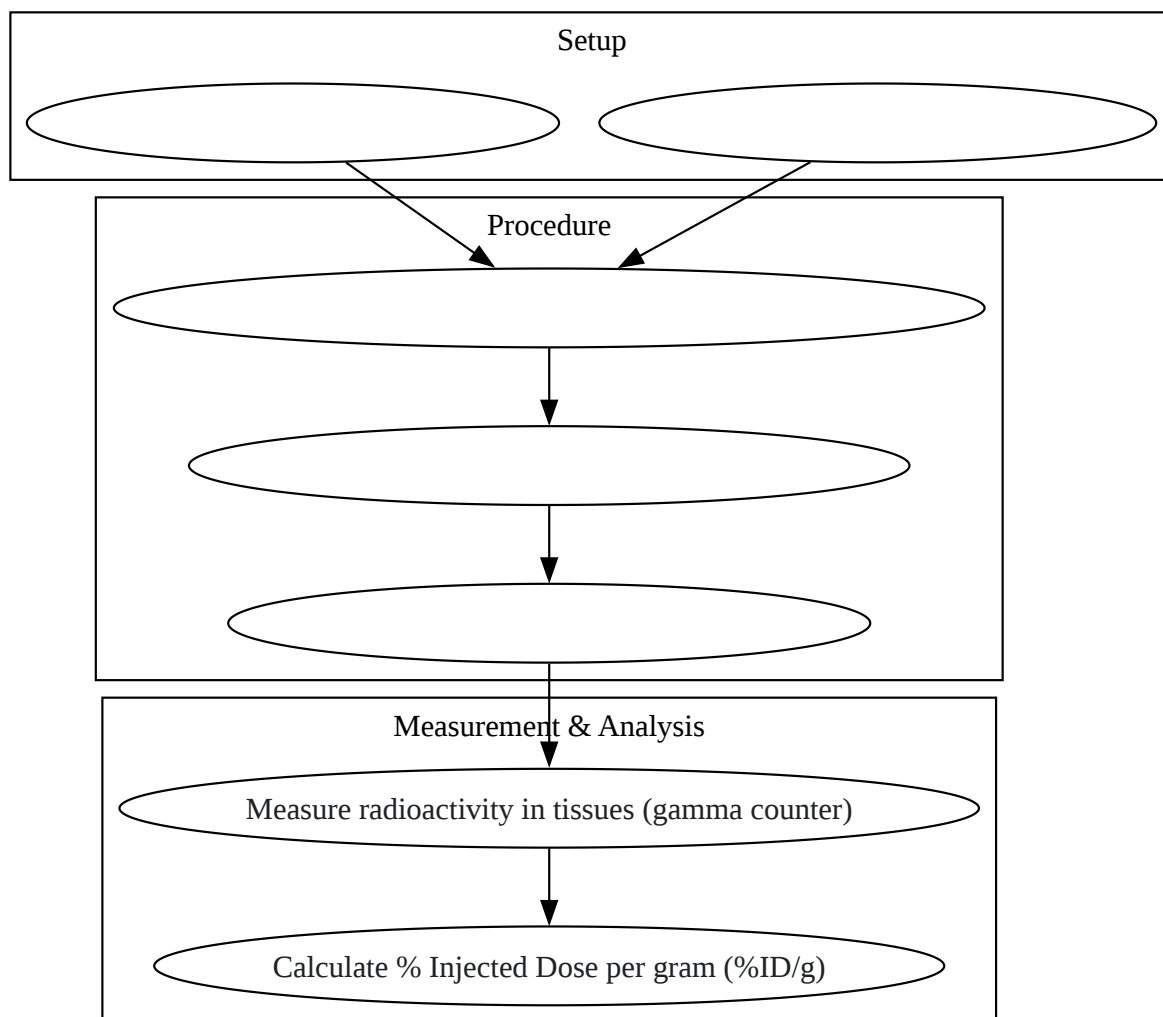 Setup
Procedure
Measurement & Analysis
Measure radioactivity in tissues (gamma counter)
Calculate % Injected Dose per gram (%ID/g)